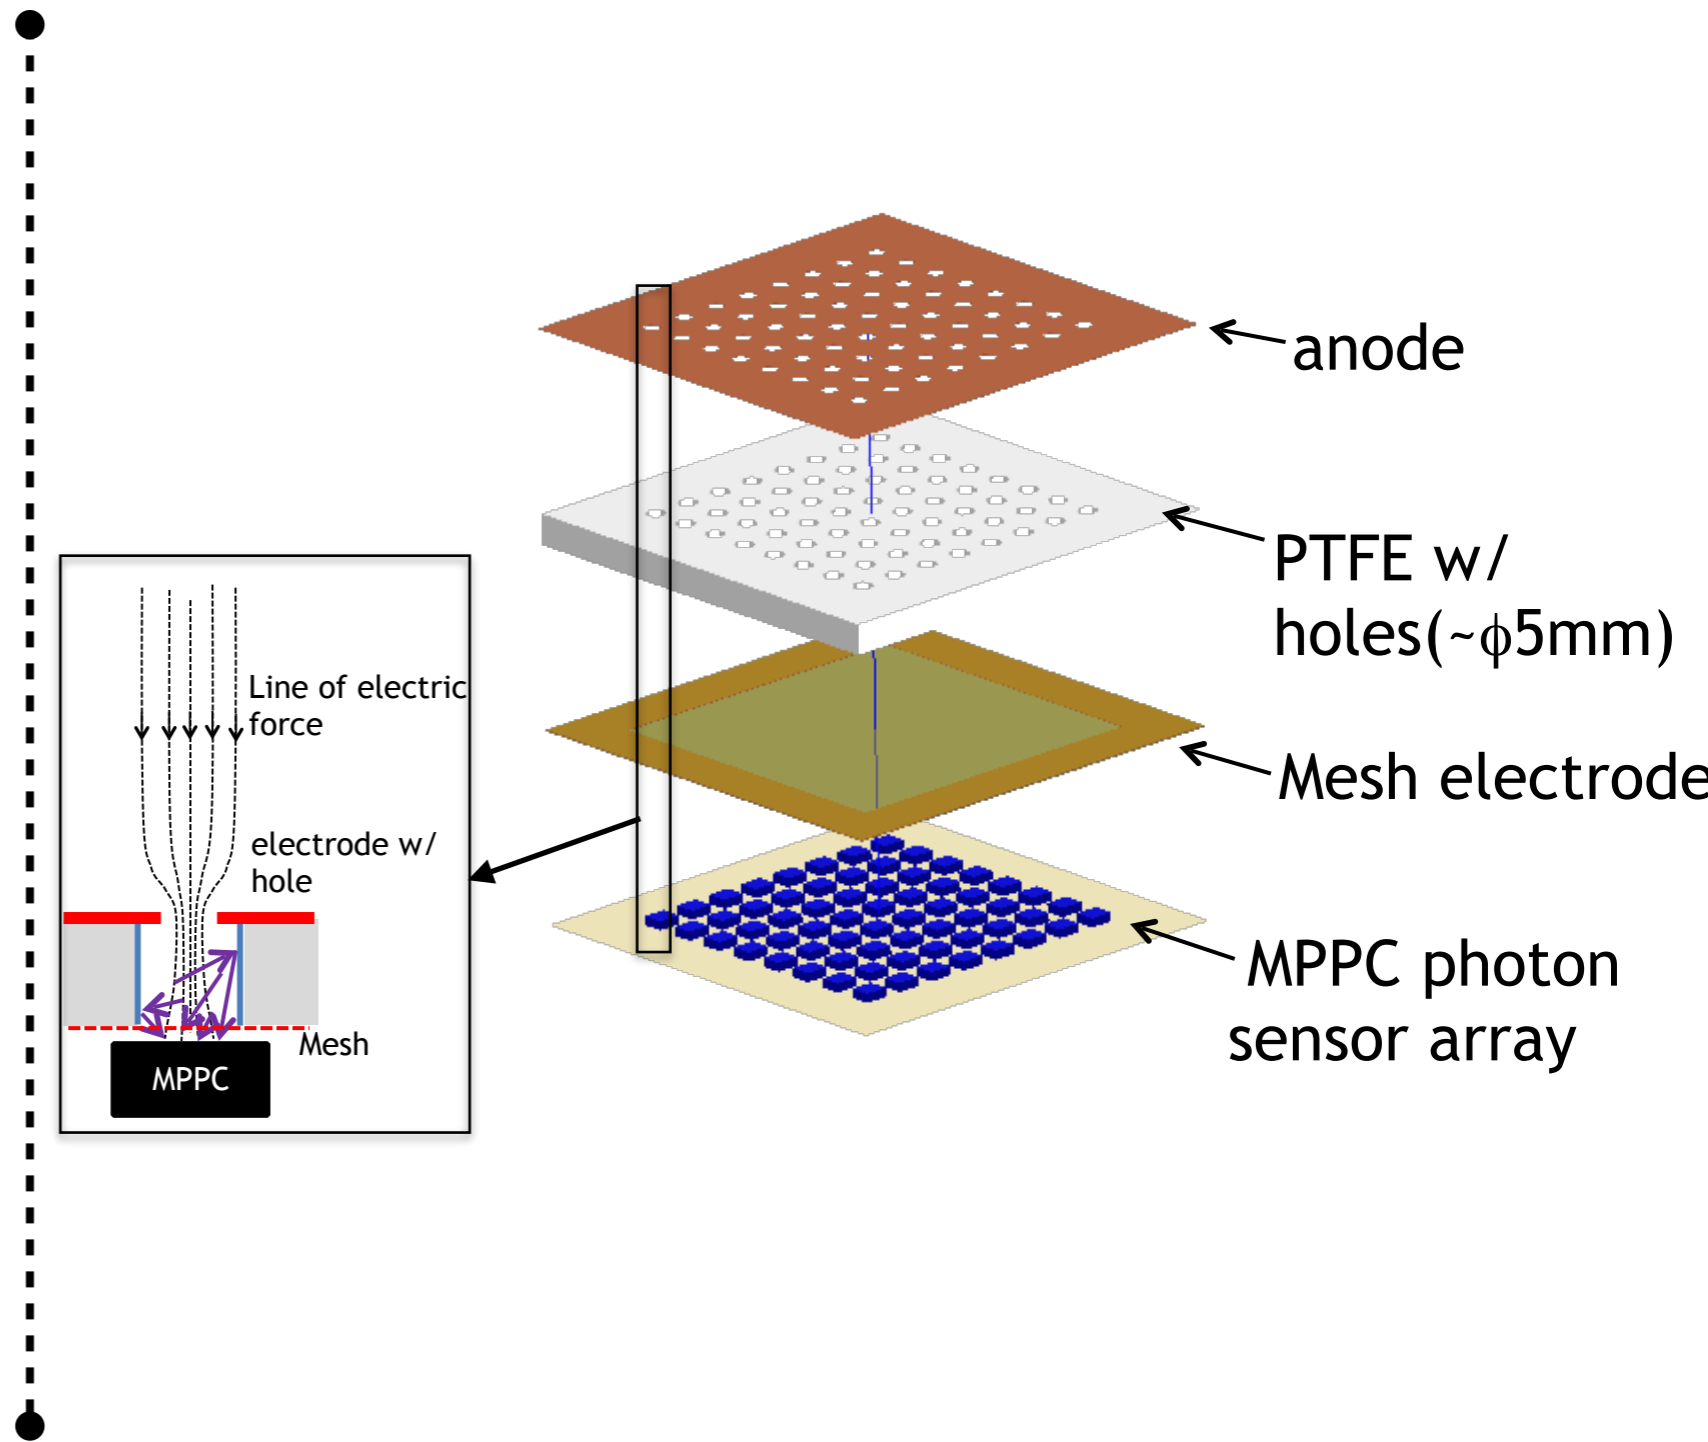 anode
PTFE w/
holes(~ϕ5mm)
Mesh electrode
MPPC photon
sensor array
Line of electric
force
electrode w/
hole
Mesh
MPPC